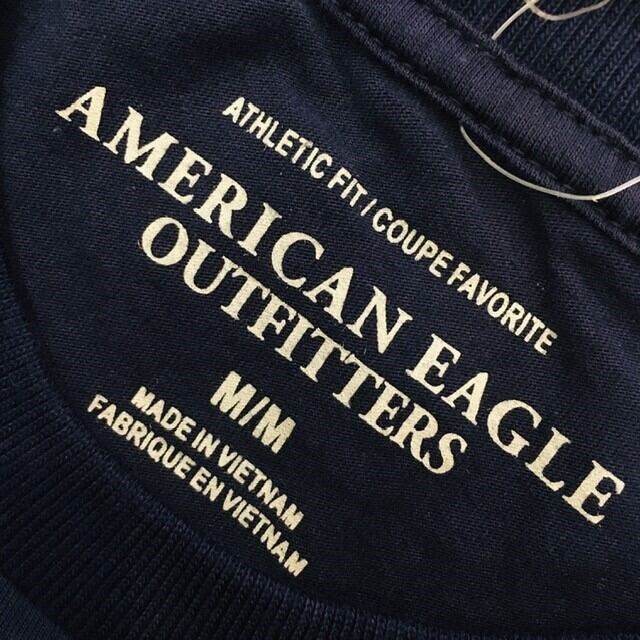 ATHLETIC FIT / COUPE FAVORITE
AMERICAN EAGLE
OUTFITTERS
M/M
MADE IN VIETNAM
FABRIQUE EN VIETNAM